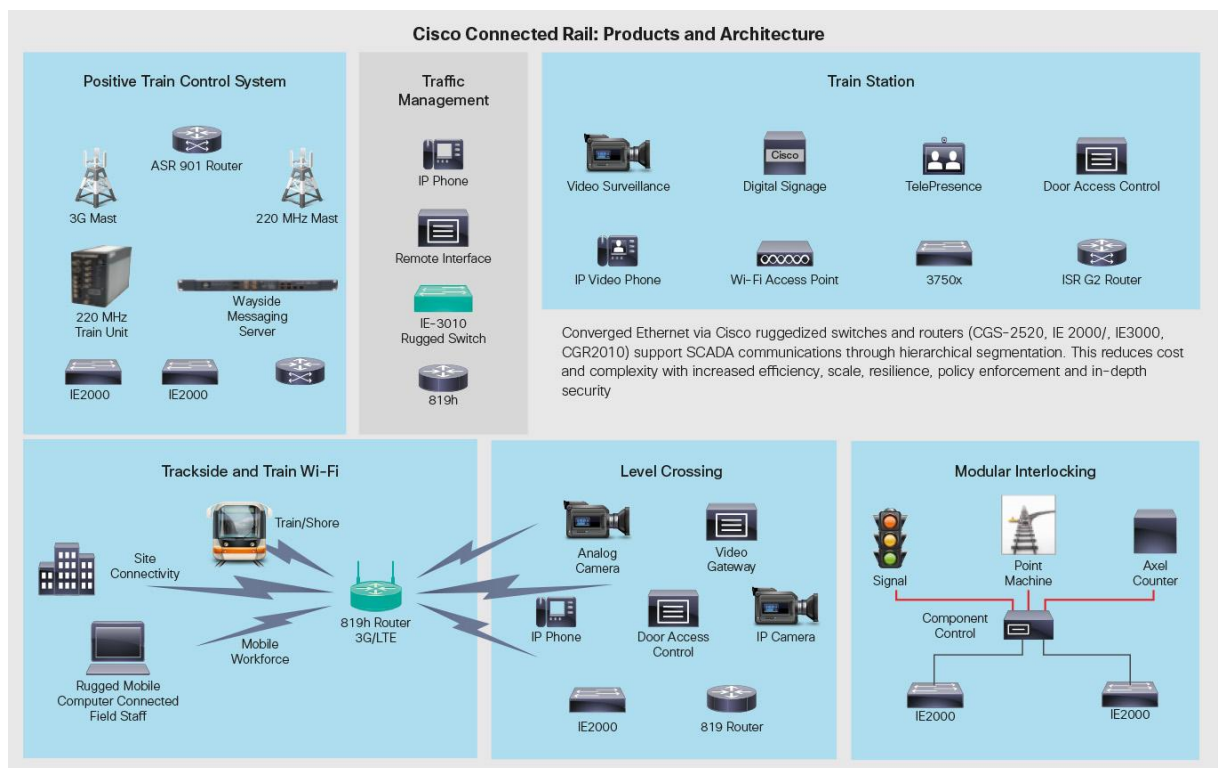 Cisco Connected Rail: Products and Architecture
Positive Train Control System
ASR 901 Router
3G Mast
220 MHz Mast
220 MHz
Train Unit
Wayside
Messaging
Server
IE2000
IE2000
Traffic
Management
IP Phone
Remote Interface
IE-3010
Rugged Switch
819h
Train Station
Video Surveillance
Cisco
Digital Signage
TelePresence
Door Access Control
IP Video Phone
Wi-Fi Access Point
3750x
ISR G2 Router
Converged Ethernet via Cisco ruggedized switches and routers (CGS-2520, IE 2000/, IE3000,
CGR2010) support SCADA communications through hierarchical segmentation. This reduces cost
and complexity with increased efficiency, scale, resilience, policy enforcement and in-depth
security
Trackside and Train Wi-Fi
Train/Shore
Site
Connectivity
819h Router
3G/LTE
Mobile
Workforce
Rugged Mobile
Computer Connected
Field Staff
Level Crossing
Analog
Camera
Video
Gateway
IP Phone
Door Access
Control
IP Camera
IE2000
819 Router
Modular Interlocking
Signal
Point
Machine
Axel
Counter
Component
Control
IE2000
IE2000